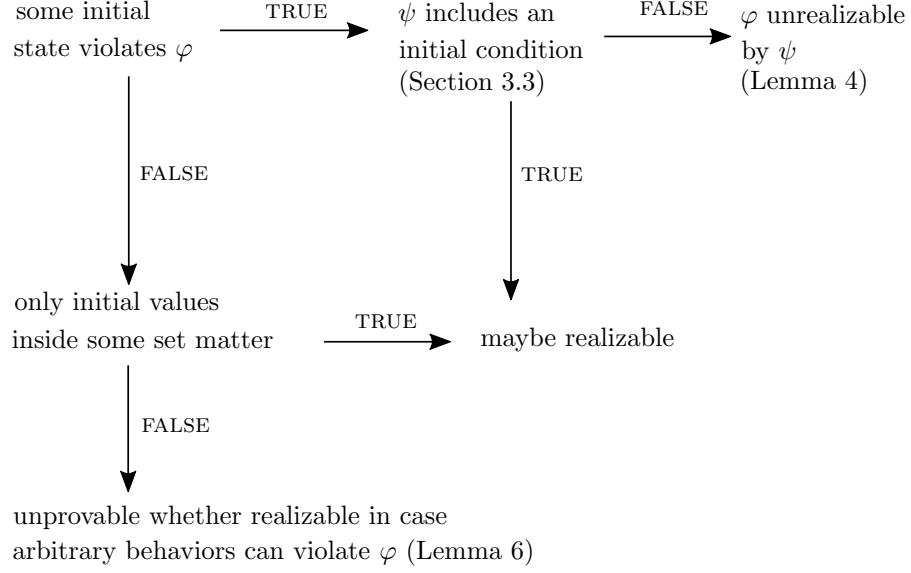 some initial
state violates φ
TRUE
ψ includes an
initial condition
(Section 3.3)
FALSE
φ unrealizable
by ψ
(Lemma 4)
FALSE
TRUE
only initial values
inside some set matter
TRUE
maybe realizable
FALSE
unprovable whether realizable in case
arbitrary behaviors can violate φ (Lemma 6)